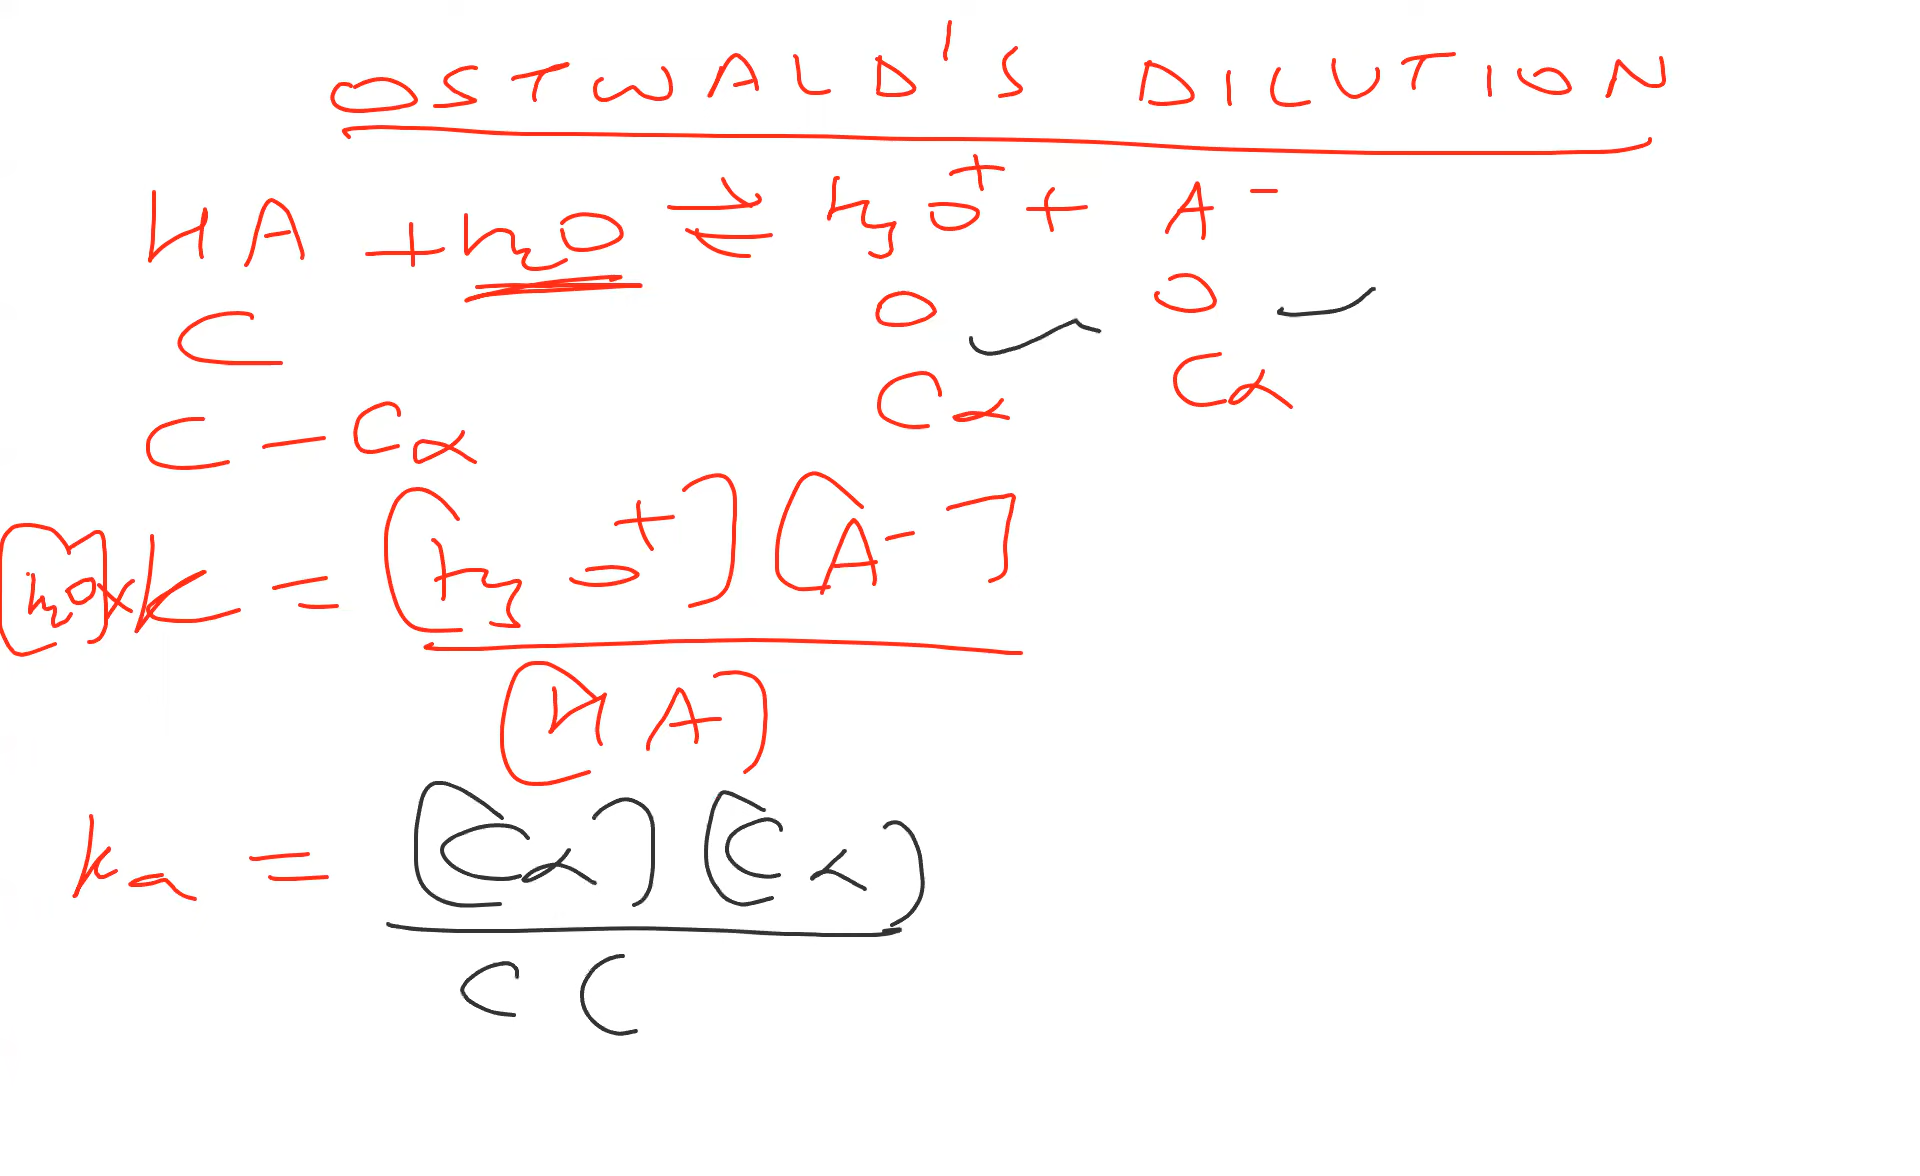 OSTWALD'S DILUTION
HA + H₂O ⇌ H₃O⁺ + A⁻
C 0 0
C - Cα Cα Cα
[H₂O] × K = [H₃O⁺] [A⁻]
[HA]
Ka = [Cα] [Cα]
C (